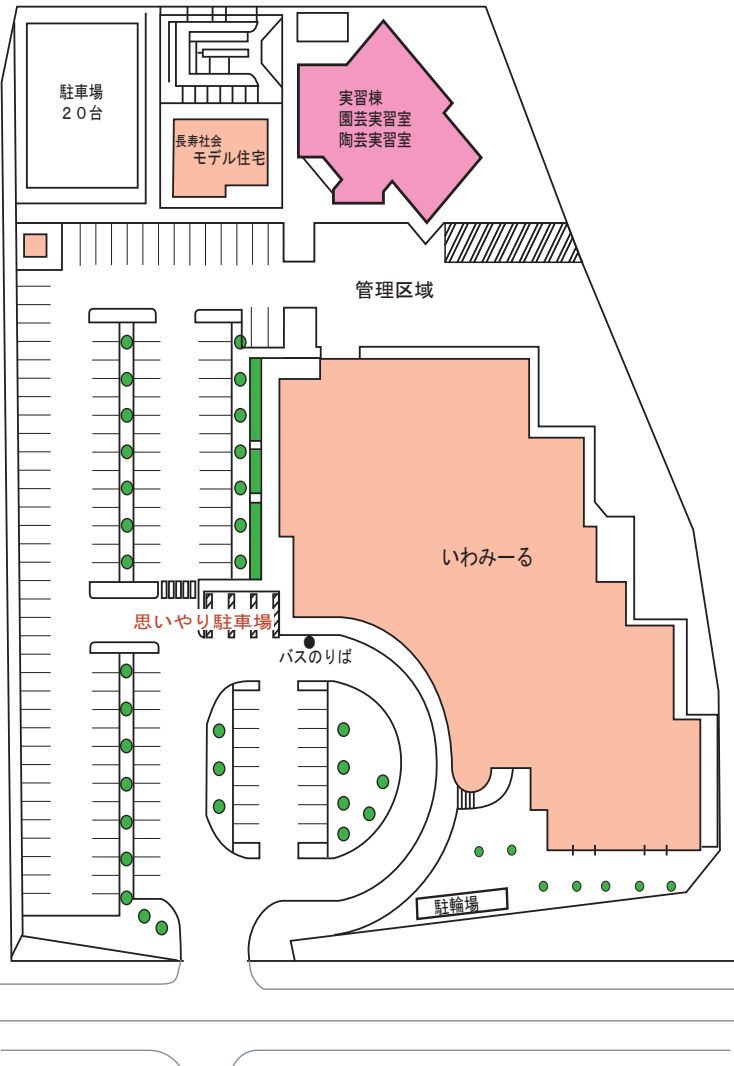 駐車場
２０台
実習棟
園芸実習室
陶芸実習室
長寿社会
モデル住宅
管理区域
いわみーる
思いやり駐車場
バスのりば
駐輪場